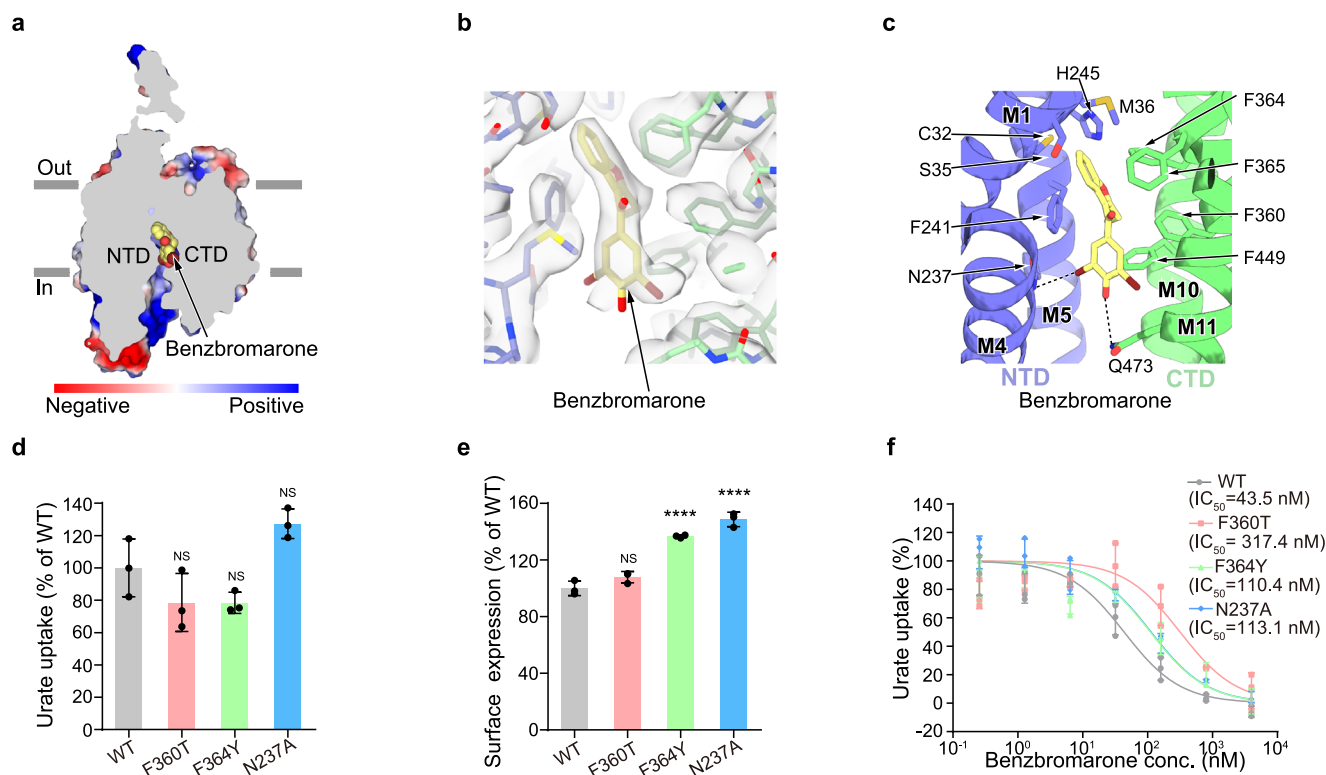 a
Out
NTD CTD
In
Benzbromarone
Negative Positive
b
Benzbromarone
c
H245
M36
F364
M1
C32
S35
F365
F241
F360
N237
F449
M10
M5
M11
M4
Q473
NTD CTD
Benzbromarone
d
Urate uptake (% of WT)
140
120
100
80
60
40
20
0
NS
NS
NS
WT
F360T
F364Y
N237A
e
Surface expression (% of WT)
160
120
80
40
0
NS
****
****
WT
F360T
F364Y
N237A
f
Urate uptake (%)
140
120
100
80
60
40
20
0
−20
WT
(IC50=43.5 nM)
F360T
(IC50= 317.4 nM)
F364Y
(IC50=110.4 nM)
N237A
(IC50=113.1 nM)
10-1 100 101 102 103 104
Benzbromarone conc. (nM)